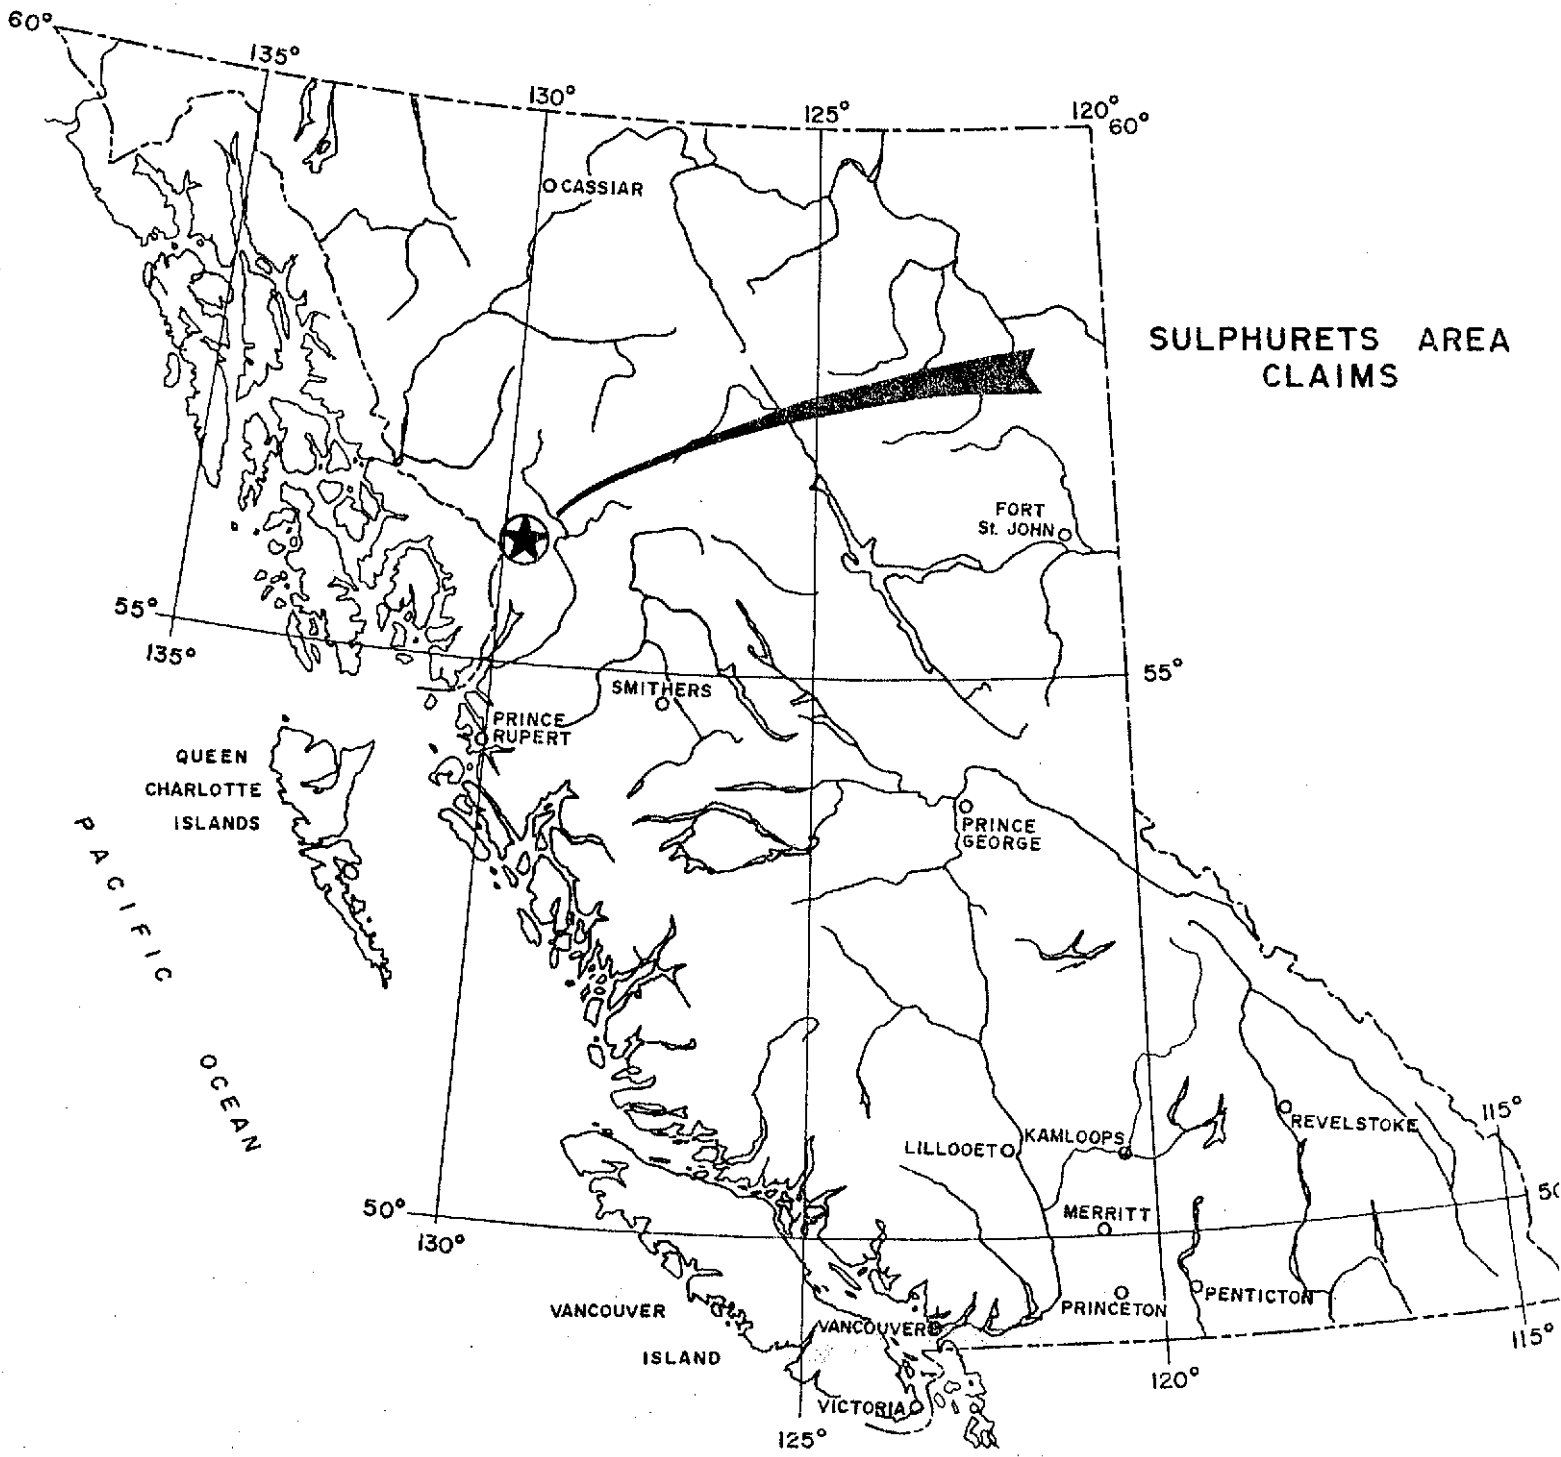 60°
135°
130°
125°
120°
60°
CASSIAR
SULPHURETS AREA
CLAIMS
FORT
St. JOHN
55°
135°
55°
SMITHERS
PRINCE
RUPERT
QUEEN
CHARLOTTE
ISLANDS
PRINCE
GEORGE
PACIFIC
OCEAN
115°
REVELSTOKE
KAMLOOPS
LILLOOET
50°
50
MERRITT
130°
PENTICTON
PRINCETON
VANCOUVER
ISLAND
VANCOUVER
115°
120°
VICTORIA
125°